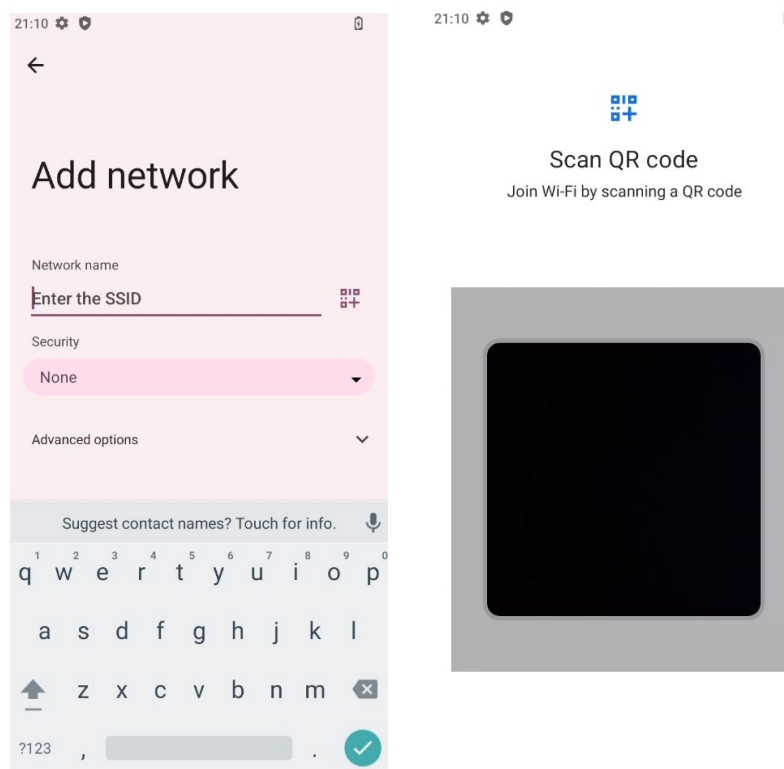 21:10
Add network
Network name
Enter the SSID
Security
None
Advanced options
Suggest contact names? Touch for info.
1 2 3 4 5 6 7 8 9 0
q w e r t y u i o p
a s d f g h j k l
z x c v b n m
?123 , .
21:10
Scan QR code
Join Wi-Fi by scanning a QR code